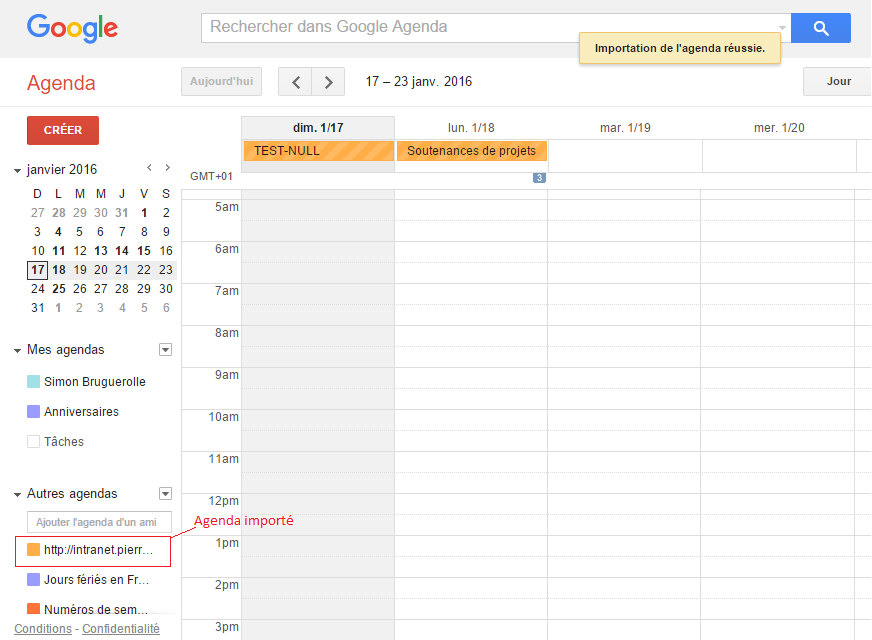 Google
Rechercher dans Google Agenda
Importation de l'agenda réussie.
Agenda
Aujourd'hui
17 – 23 janv. 2016
Jour
CRÉER
dim. 1/17
lun. 1/18
mar. 1/19
mer. 1/20
TEST-NULL
Soutenances de projets
GMT+01
3
janvier 2016
D L M M J V S
27 28 29 30 31 1 2
3 4 5 6 7 8 9
10 11 12 13 14 15 16
17 18 19 20 21 22 23
24 25 26 27 28 29 30
31 1 2 3 4 5 6
Mes agendas
Simon Bruguerolle
Anniversaires
Tâches
Autres agendas
Ajouter l'agenda d'un ami
Agenda importé
http://intranet.pierr...
Jours fériés en Fr...
Numéros de sem...
Conditions - Confidentialité
5am
6am
7am
8am
9am
10am
11am
12pm
1pm
2pm
3pm